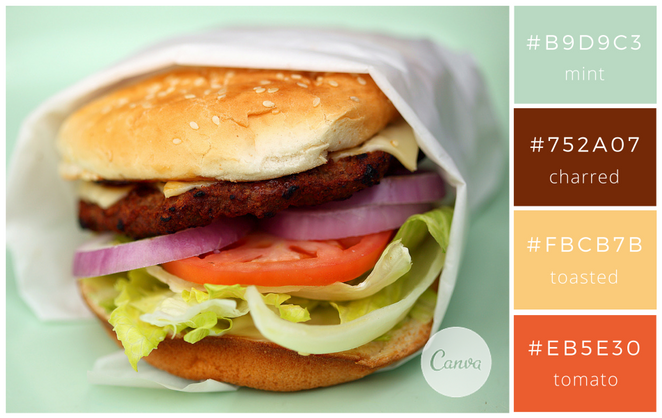 #B9D9C3
mint
#752A07
charred
#FBCB7B
toasted
#EB5E30
tomato
Canva